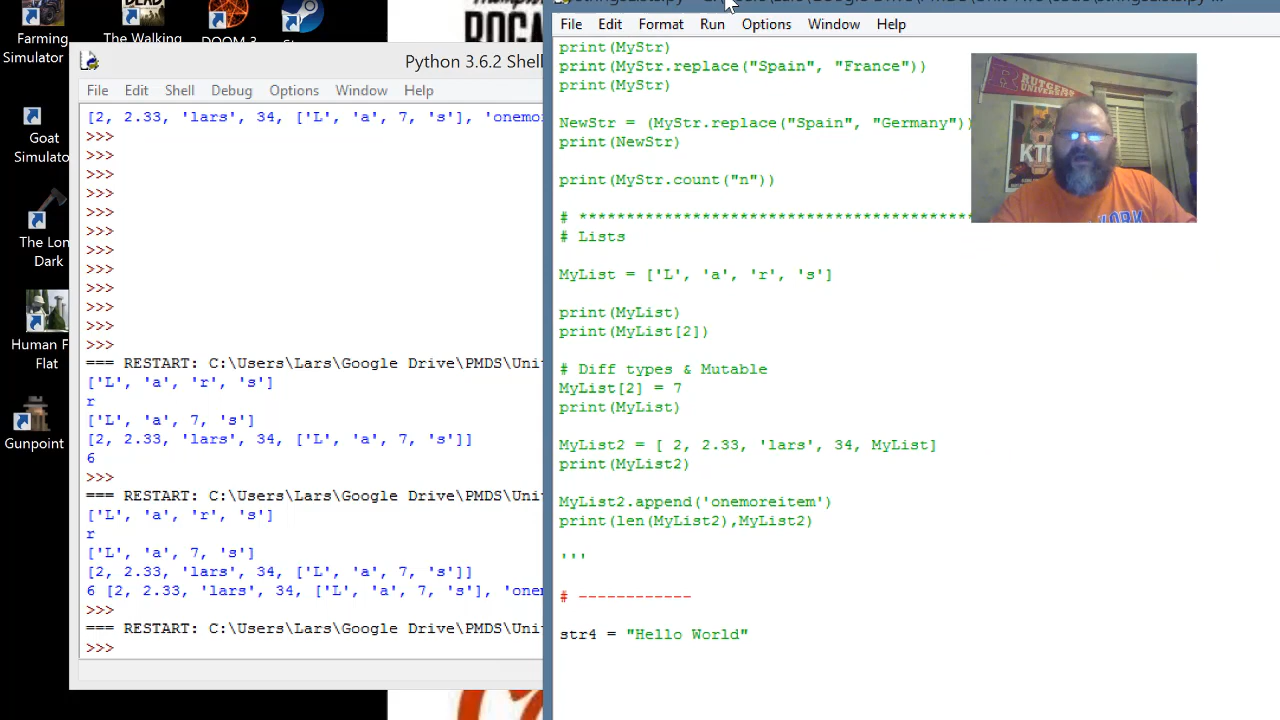 Farming
Simulator
The Walking
DOOM 3
Goat
Simulato
The Lon
Dark
Human F
Flat
Gunpoint
Python 3.6.2 Shell
File Edit Shell Debug Options Window Help
[2, 2.33, 'lars', 34, ['L', 'a', 7, 's'], 'onemo
>>>
>>>
>>>
>>>
>>>
>>>
>>>
>>>
>>>
>>>
>>>
>>>
=== RESTART: C:\Users\Lars\Google Drive\PMDS\Uni
['L', 'a', 'r', 's']
r
['L', 'a', 7, 's']
[2, 2.33, 'lars', 34, ['L', 'a', 7, 's']]
6
>>>
=== RESTART: C:\Users\Lars\Google Drive\PMDS\Uni
['L', 'a', 'r', 's']
r
['L', 'a', 7, 's']
[2, 2.33, 'lars', 34, ['L', 'a', 7, 's']]
6 [2, 2.33, 'lars', 34, ['L', 'a', 7, 's'], 'one
>>>
=== RESTART: C:\Users\Lars\Google Drive\PMDS\Uni
>>>
File Edit Format Run Options Window Help
print(MyStr)
print(MyStr.replace("Spain", "France"))
print(MyStr)
NewStr = (MyStr.replace("Spain", "Germany"))
print(NewStr)
print(MyStr.count("n"))
# ******************************************
# Lists
MyList = ['L', 'a', 'r', 's']
print(MyList)
print(MyList[2])
# Diff types & Mutable
MyList[2] = 7
print(MyList)
MyList2 = [ 2, 2.33, 'lars', 34, MyList]
print(MyList2)
MyList2.append('onemoreitem')
print(len(MyList2),MyList2)
'''
# ------------
str4 = "Hello World"
RUTGERS
UNIVERSITY